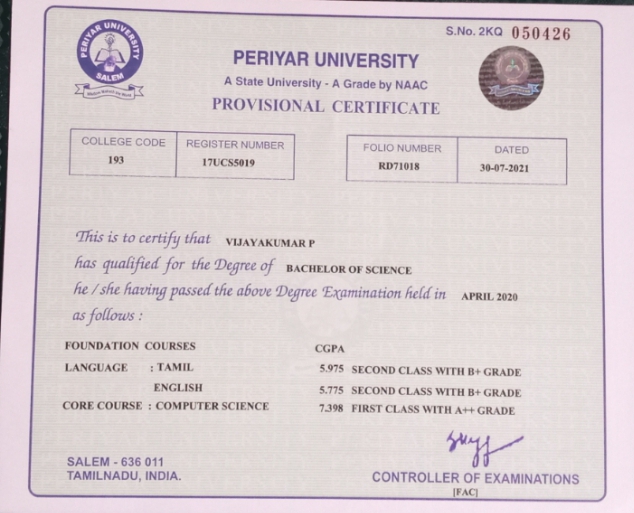 S.No. 2KQ 050426
PERIYAR UNIVERSITY
SALEM
PERIYAR UNIVERSITY
A State University - A Grade by NAAC
PROVISIONAL CERTIFICATE
COLLEGE CODE REGISTER NUMBER FOLIO NUMBER DATED
193 17UCS5019 RD71018 30-07-2021
This is to certify that VIJAYAKUMAR P
has qualified for the Degree of BACHELOR OF SCIENCE
he / she having passed the above Degree Examination held in APRIL 2020
as follows :
FOUNDATION COURSES CGPA
LANGUAGE : TAMIL 5.975 SECOND CLASS WITH B+ GRADE
ENGLISH 5.775 SECOND CLASS WITH B+ GRADE
CORE COURSE : COMPUTER SCIENCE 7.398 FIRST CLASS WITH A++ GRADE
SALEM - 636 011
TAMILNADU, INDIA.
CONTROLLER OF EXAMINATIONS
[FAC]